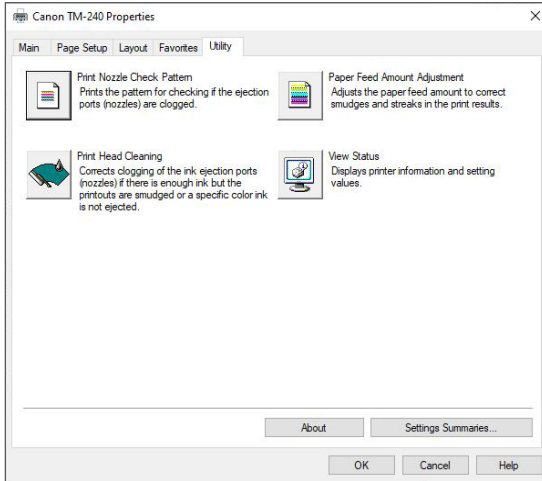 Canon TM-240 Properties
Main Page Setup Layout Favorites Utility
Print Nozzle Check Pattern
Prints the pattern for checking if the ejection
ports (nozzles) are clogged.
Paper Feed Amount Adjustment
Adjusts the paper feed amount to correct
smudges and streaks in the print results.
Print Head Cleaning
Corrects clogging of the ink ejection ports
(nozzles) if there is enough ink but the
printouts are smudged or a specific color ink
is not ejected.
View Status
Displays printer information and setting
values.
About Settings Summaries...
OK Cancel Help